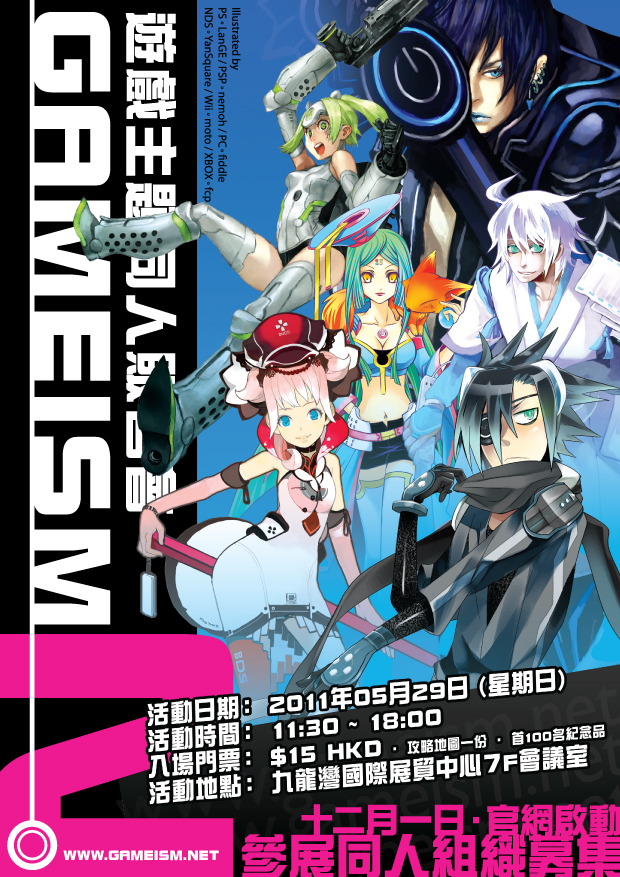 Illustrated by
PS。LanGE / PSP。nemoh / PC。fiddle
NDS。YanSquare / Wii。moto / XBOX。fcp
遊戲主題同人
GAMEISM
活動日期： 2011年05月29日 (星期日)
活動時間： 11:30 ~ 18:00
入場門票： $15 HKD · 攻略地圖一份 · 首100名紀念品
活動地點： 九龍灣國際展貿中心7F會議室
十二月一日·官網啟動
參展同人組織募集
WWW.GAMEISM.NET